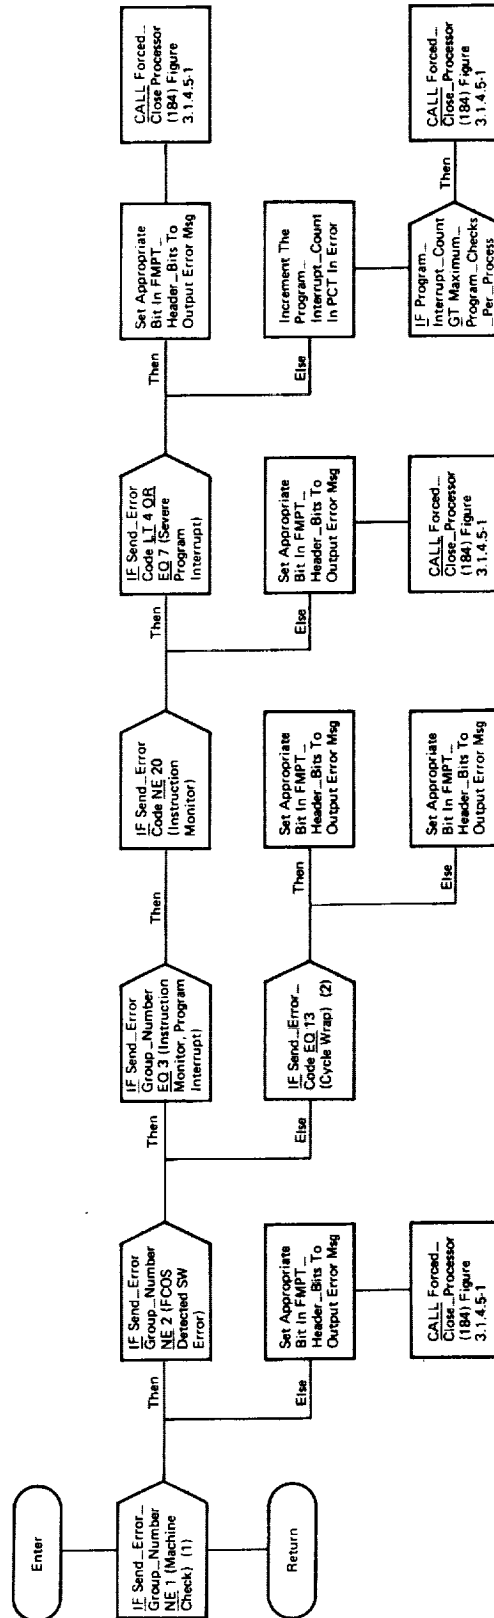 Enter
IF Send_Error_
Group_Number
NE 1 (Machine
Check) (1)
Return
Then
IF Send_Error
Group_Number
NE 2 (FCOS
Detected SW
Error)
Else
Set Appropriate
Bit In FMPT_
Header_Bits To
Output Error Msg
CALL Forced_
Close_Processor
(184) Figure
3.1.4.5-1
Then
IF Send_Error
Group_Number
EQ 3 (Instruction
Monitor, Program
Interrupt)
Else
IF Send_Error_
Code EQ 13
(Cycle Wrap) (2)
Then
Set Appropriate
Bit In FMPT_
Header_Bits To
Output Error Msg
Else
Set Appropriate
Bit In FMPT_
Header_Bits To
Output Error Msg
Then
IF Send_Error
Code NE 20
(Instruction
Monitor)
Then
IF Send_Error
Code LT 4 OR
EQ 7 (Severe
Program
Interrupt)
Else
Set Appropriate
Bit In FMPT_
Header_Bits To
Output Error Msg
CALL Forced_
Close_Processor
(184) Figure
3.1.4.5-1
Then
Set Appropriate
Bit In FMPT_
Header_Bits To
Output Error Msg
CALL Forced_
Close Processor
(184) Figure
3.1.4.5-1
Else
Increment The
Program_
Interrupt_Count
In PCT In Error
IF Program_
Interrupt_Count
GT Maximum_
Program_Checks
_Per_Process
Then
CALL Forced_
Close_Processor
(184) Figure
3.1.4.5-1